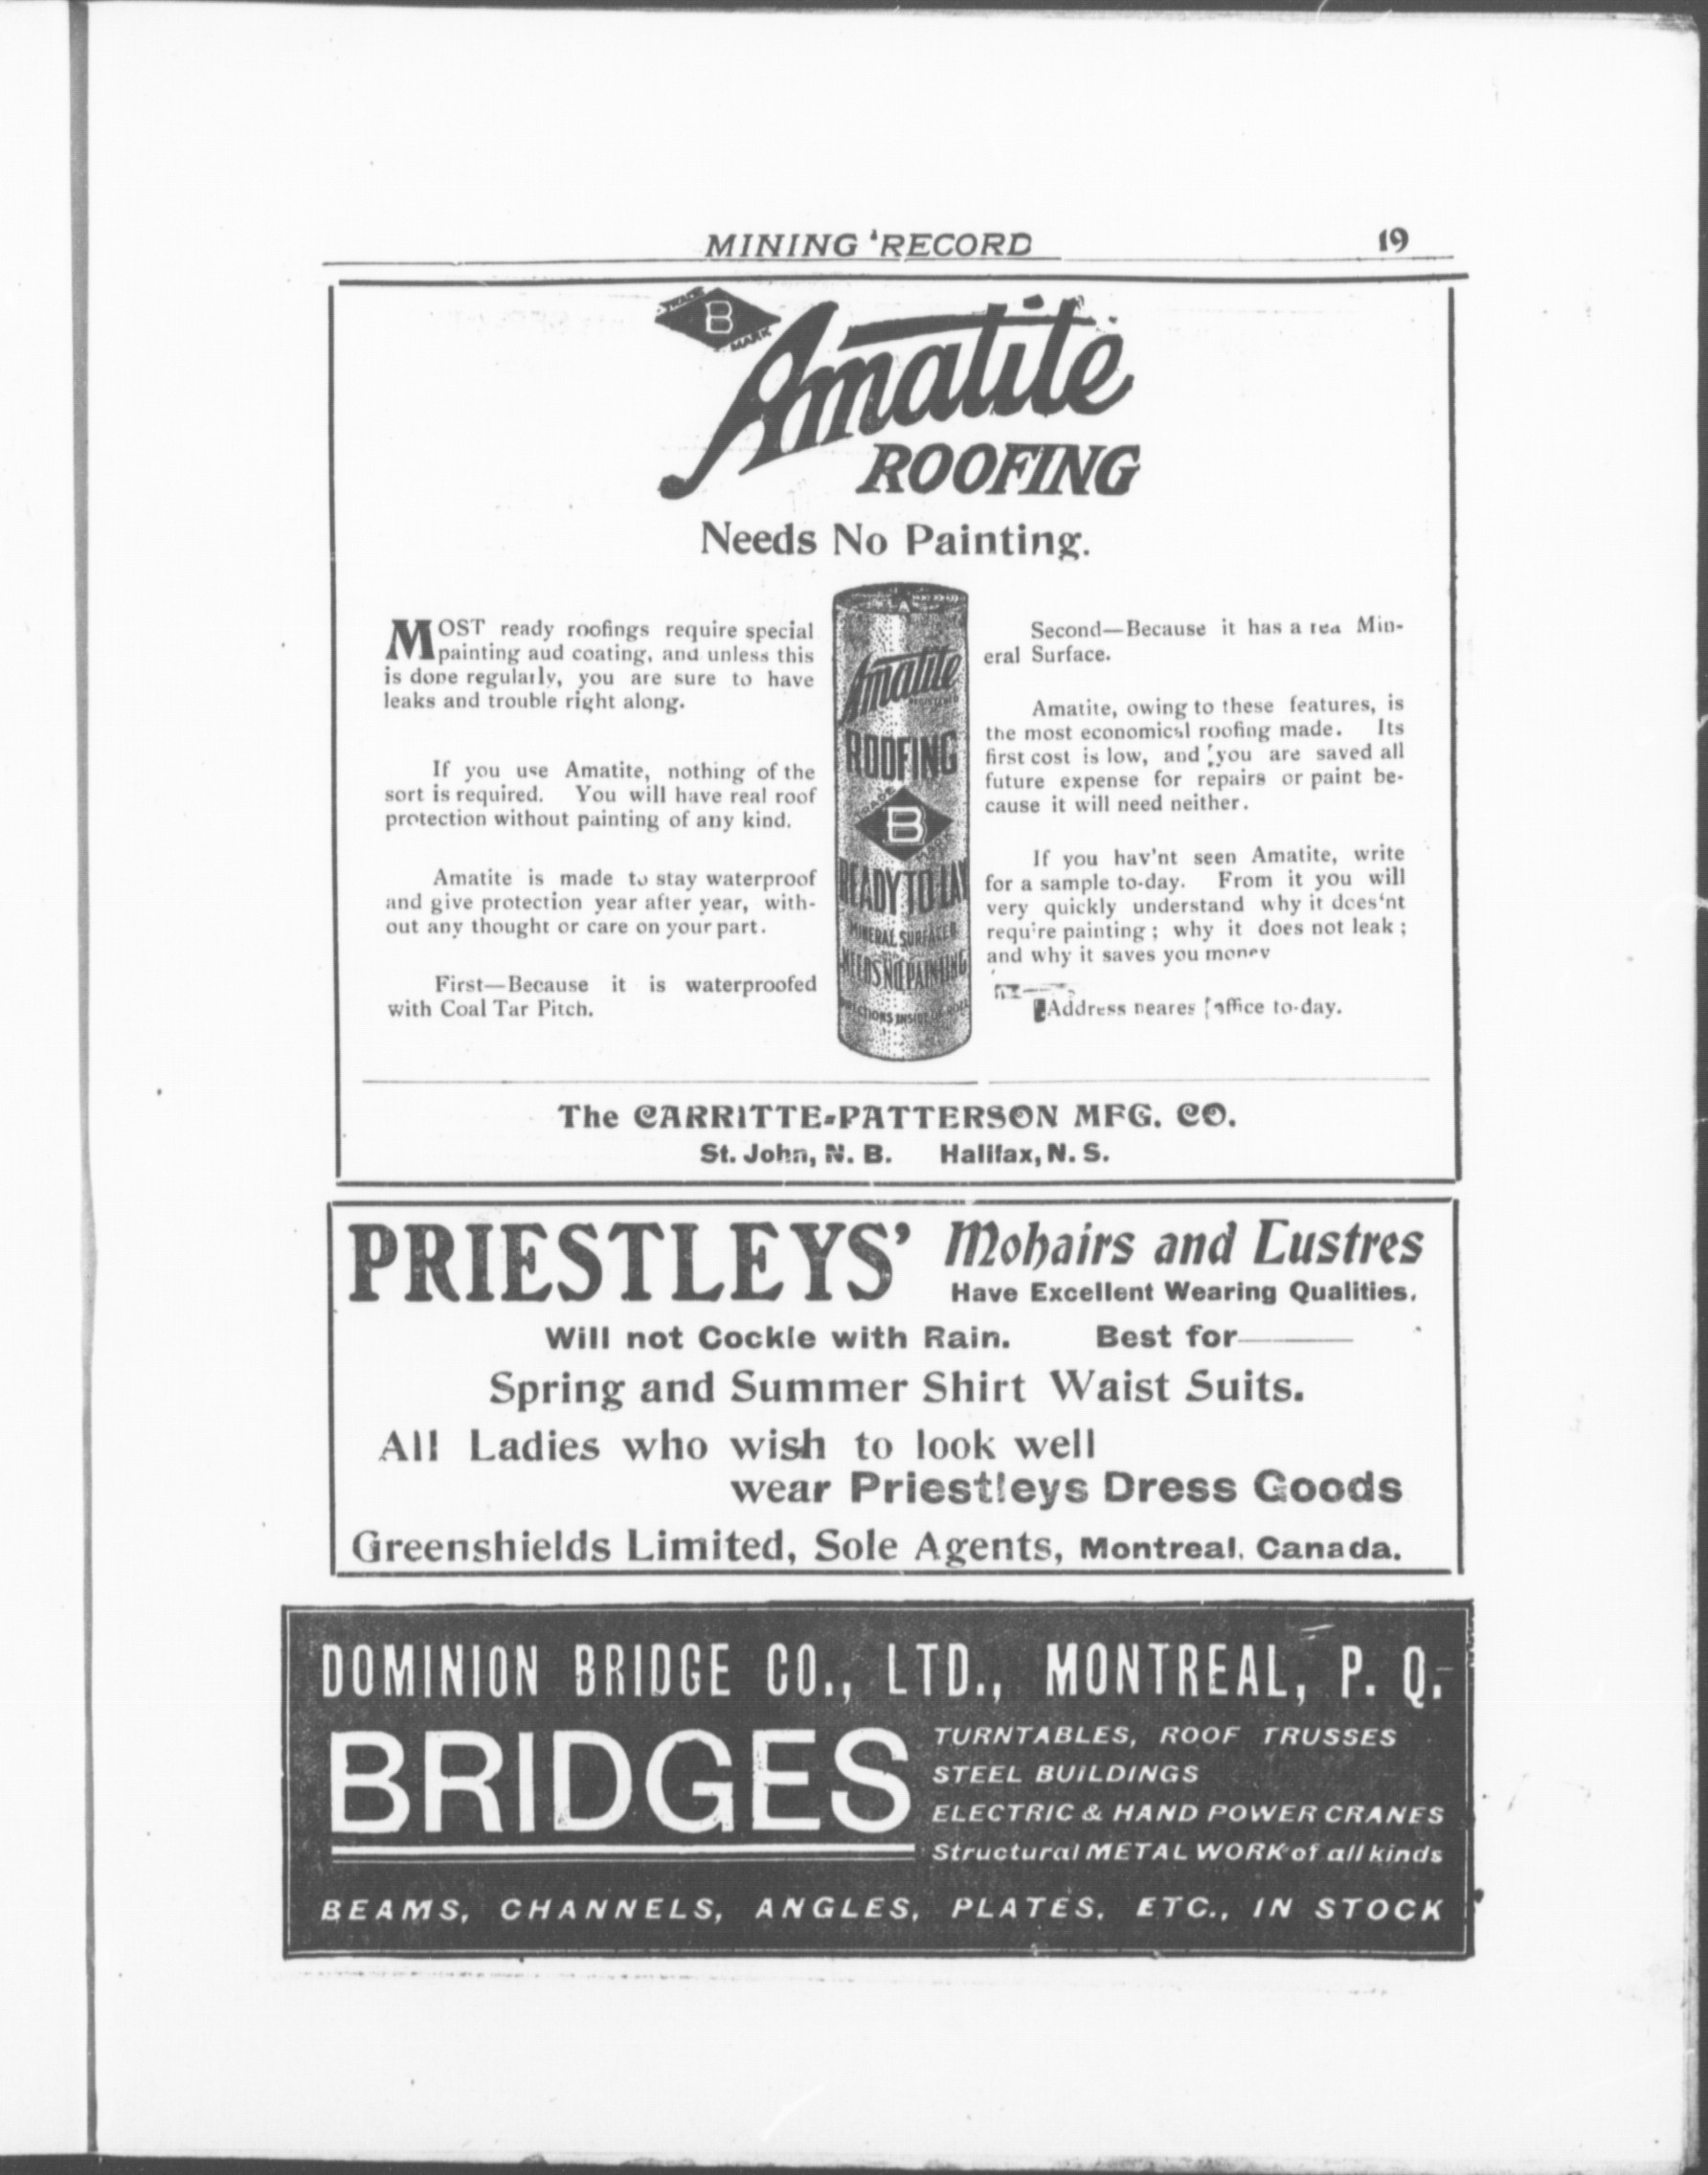 MINING 'RECORD 19
TRADE B MARK
Amatite
ROOFING
Needs No Painting.
MOST ready roofings require special
painting aud coating, and unless this
is done regularly, you are sure to have
leaks and trouble right along.
If you use Amatite, nothing of the
sort is required. You will have real roof
protection without painting of any kind.
Amatite is made to stay waterproof
and give protection year after year, with-
out any thought or care on your part.
First—Because it is waterproofed
with Coal Tar Pitch.
Amatite
ROOFING
TRADE B MARK
READY TO LAY
MINERAL SURFACED
NEEDS NO PAINTING
DIRECTIONS INSIDE OF ROLL
Second—Because it has a rea Min-
eral Surface.
Amatite, owing to these features, is
the most economical roofing made. Its
first cost is low, and you are saved all
future expense for repairs or paint be-
cause it will need neither.
If you hav'nt seen Amatite, write
for a sample to-day. From it you will
very quickly understand why it does'nt
require painting; why it does not leak;
and why it saves you money
Address neares office to-day.
The CARRITTE-PATTERSON MFG. CO.
St. John, N. B. Halifax, N. S.
PRIESTLEYS' Mohairs and Lustres
Have Excellent Wearing Qualities.
Will not Cockle with Rain. Best for———
Spring and Summer Shirt Waist Suits.
All Ladies who wish to look well
wear Priestleys Dress Goods
Greenshields Limited, Sole Agents, Montreal, Canada.
DOMINION BRIDGE CO., LTD., MONTREAL, P. Q.
BRIDGES
TURNTABLES, ROOF TRUSSES
STEEL BUILDINGS
ELECTRIC & HAND POWER CRANES
Structural METAL WORK of all kinds
BEAMS, CHANNELS, ANGLES, PLATES, ETC., IN STOCK